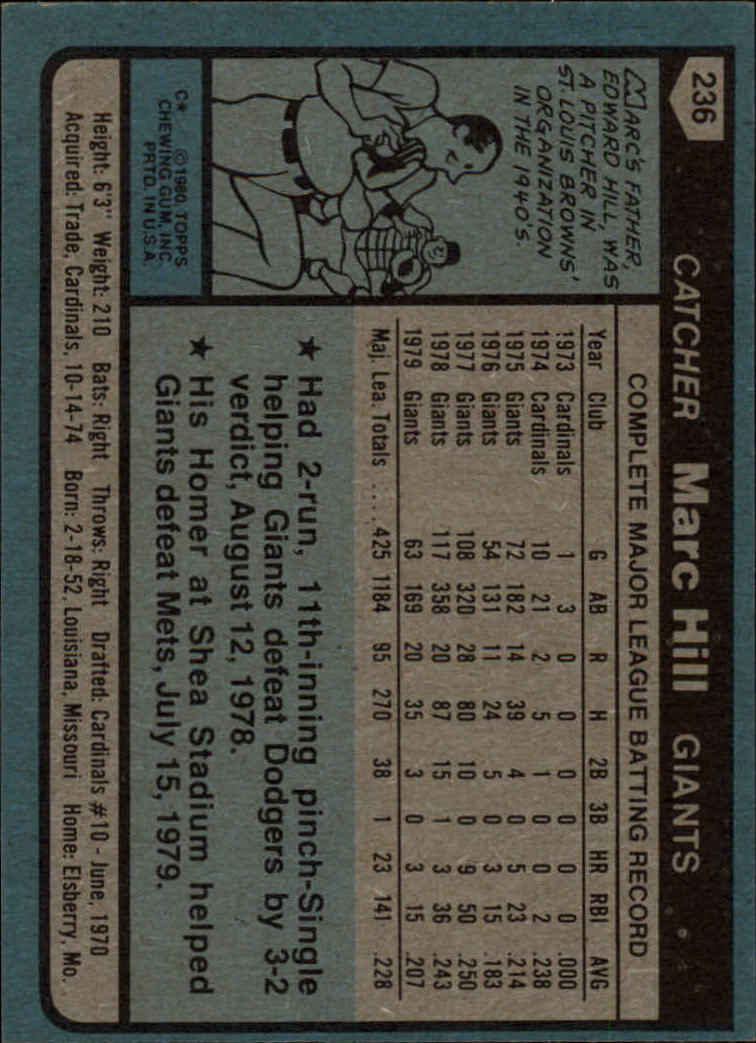 236
CATCHER Marc Hill GIANTS
MARC'S FATHER,
EDWARD HILL, WAS
A PITCHER IN
ST. LOUIS BROWNS'
ORGANIZATION
IN THE 1940'S.
C* ©1980, TOPPS
CHEWING GUM, INC.
PRTD. IN U.S.A.
COMPLETE MAJOR LEAGUE BATTING RECORD
Year Club G AB R H 2B 3B HR RBI AVG
1973 Cardinals 1 3 0 0 0 0 0 0 .000
1974 Cardinals 10 21 2 5 1 0 0 2 .238
1975 Giants 72 182 14 39 4 0 5 23 .214
1976 Giants 54 131 11 24 5 0 3 15 .183
1977 Giants 108 320 28 80 10 0 9 50 .250
1978 Giants 117 358 20 87 15 1 3 36 .243
1979 Giants 63 169 20 35 3 0 3 15 .207
Maj. Lea. Totals .... 425 1184 95 270 38 1 23 141 .228
★ Had 2-run, 11th-inning pinch-Single
helping Giants defeat Dodgers by 3-2
verdict, August 12, 1978.
★ His Homer at Shea Stadium helped
Giants defeat Mets, July 15, 1979.
Height: 6'3" Weight: 210 Bats: Right Throws: Right Drafted: Cardinals #10 - June, 1970
Acquired: Trade, Cardinals, 10-14-74 Born: 2-18-52, Louisiana, Missouri Home: Elsberry, Mo.